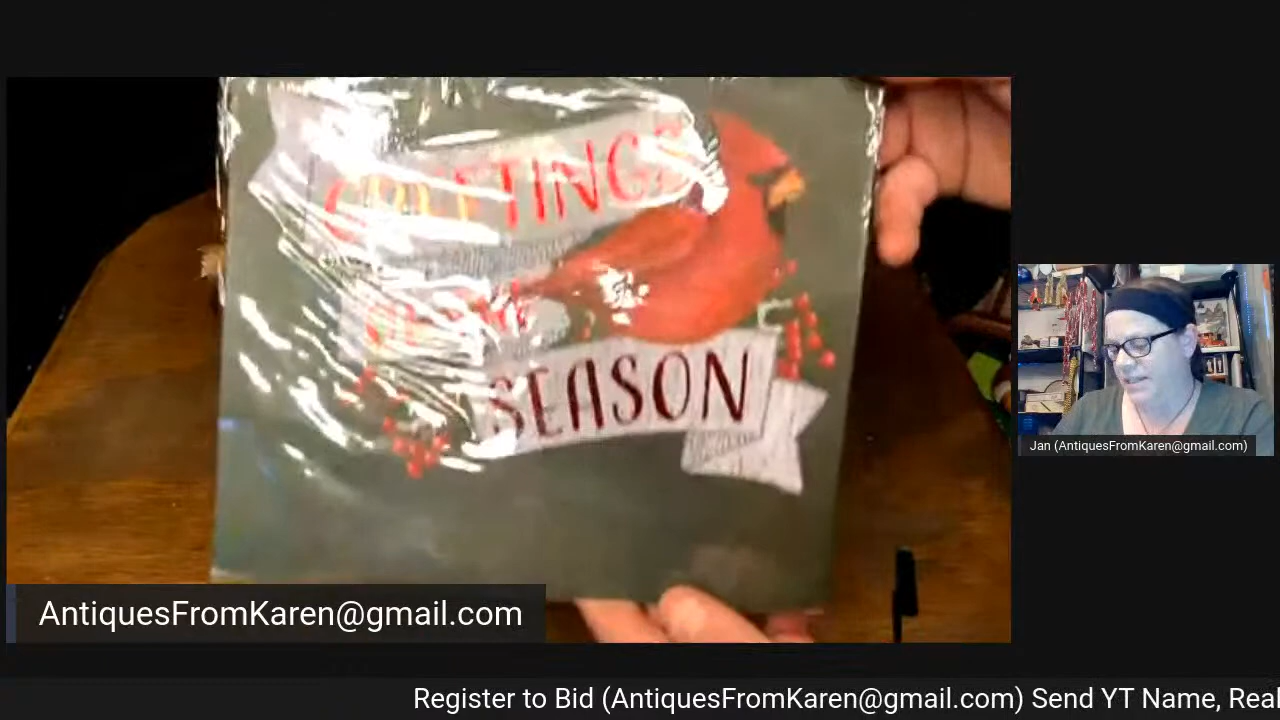 GREETINGS
SEASON
Jan (AntiquesFromKaren@gmail.com)
AntiquesFromKaren@gmail.com
Register to Bid (AntiquesFromKaren@gmail.com) Send YT Name, Real